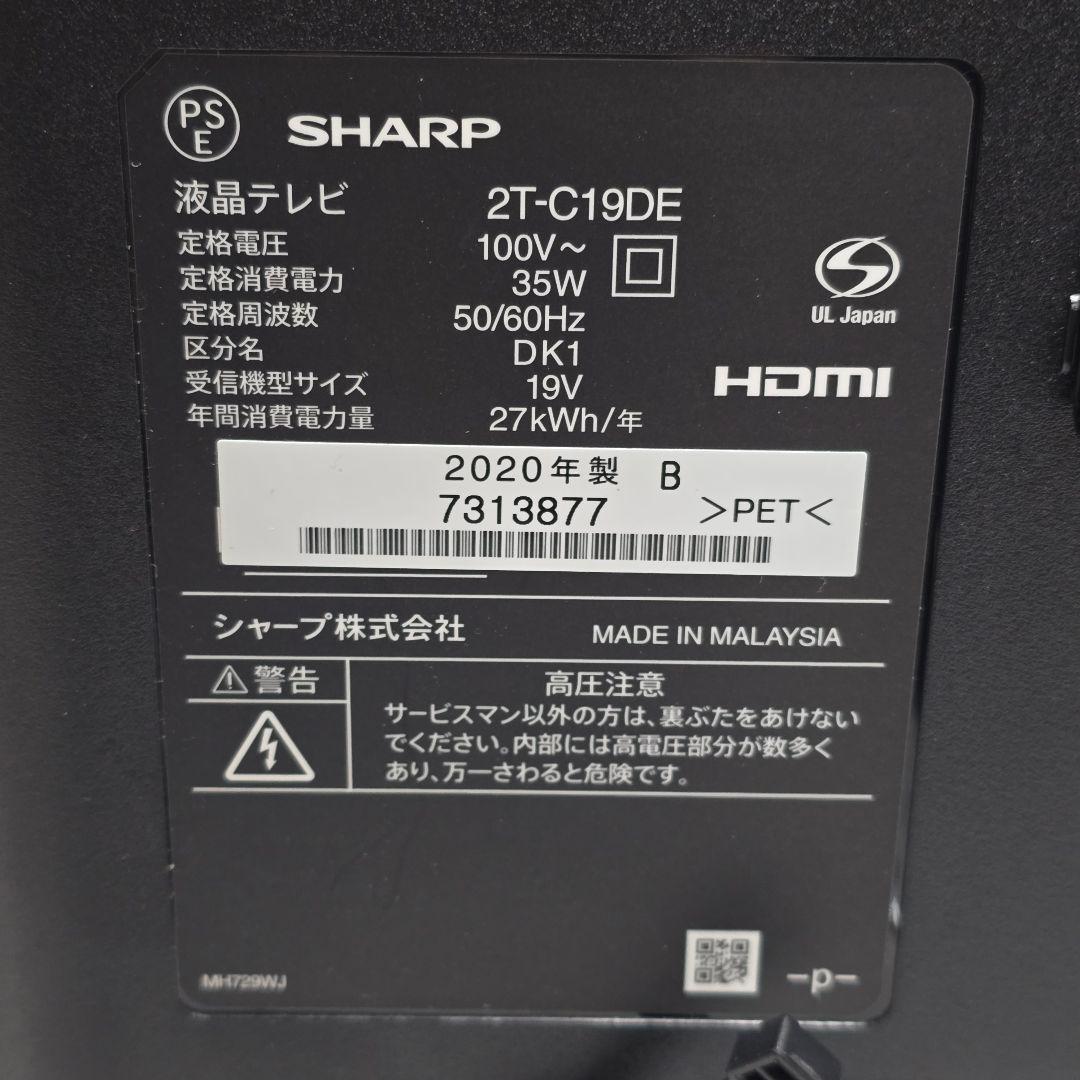 PS
E
SHARP
液晶テレビ 2T-C19DE
定格電圧 100V～
定格消費電力 35W
定格周波数 50/60Hz
区分名 DK1
受信機型サイズ 19V
年間消費電力量 27kWh/年
UL Japan
HDMI
2020年製 B
7313877 >PET<
シャープ株式会社 MADE IN MALAYSIA
⚠警告
高圧注意
サービスマン以外の方は、裏ぶたをあけない
でください。内部には高電圧部分が数多く
あり、万一さわると危険です。
MH729WJ
-p-